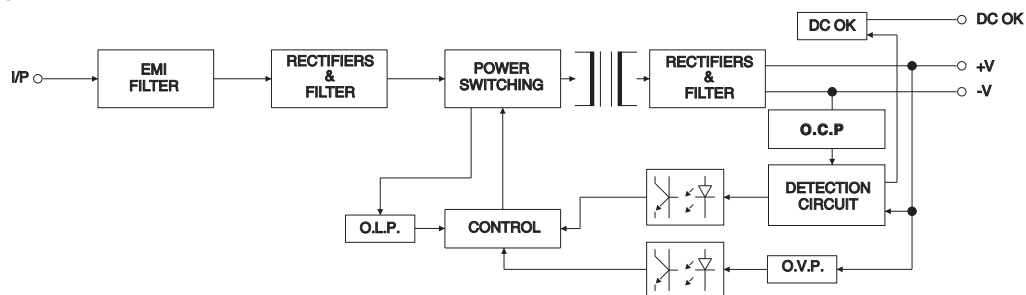 DC OK
DC OK
I/P
EMI
FILTER
RECTIFIERS
&
FILTER
POWER
SWITCHING
RECTIFIERS
&
FILTER
+V
-V
O.C.P
DETECTION
CIRCUIT
O.L.P.
CONTROL
O.V.P.